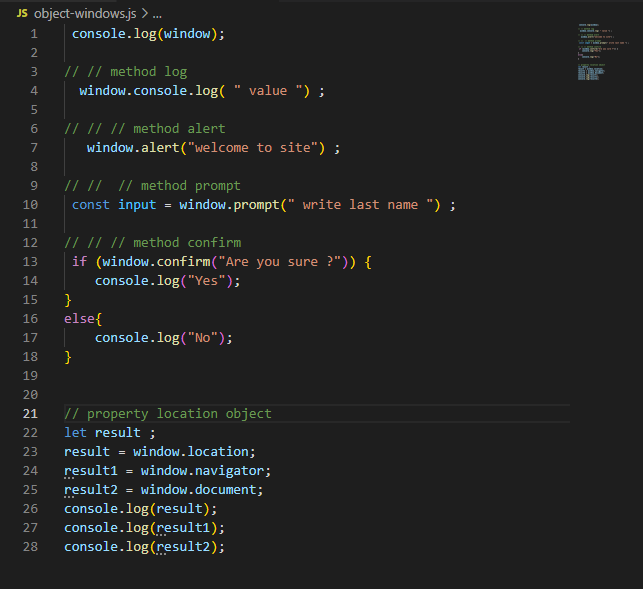 JS object-windows.js > ...
1 console.log(window);
2
3 // // method log
4 window.console.log( " value ") ;
5
6 // // // method alert
7 window.alert("welcome to site") ;
8
9 // //  // method prompt
10 const input = window.prompt(" write last name ") ;
11
12 // // // method confirm
13 if (window.confirm("Are you sure ?")) {
14 console.log("Yes");
15 }
16 else{
17 console.log("No");
18 }
19
20
21 // property location object
22 let result ;
23 result = window.location;
24 result1 = window.navigator;
25 result2 = window.document;
26 console.log(result);
27 console.log(result1);
28 console.log(result2);